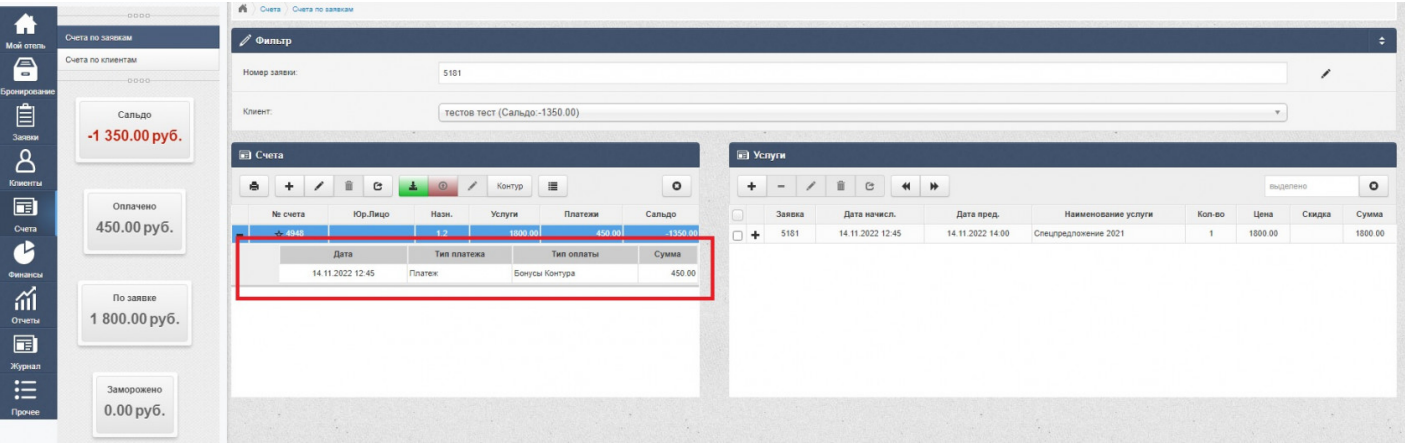 Мой отель
Бронирование
Заявки
Клиенты
Счета
Финансы
Отчеты
Журнал
Прочее
Счета по заявкам
Счета по клиентам
Сальдо
-1 350.00 руб.
Оплачено
450.00 руб.
По заявке
1 800.00 руб.
Заморожено
0.00 руб.
Счета Счета по заявкам
Фильтр
Номер заявки: 5181
Клиент: тестов тест (Сальдо:-1350.00)
Счета
Контур
№ счета Юр.Лицо Назн. Услуги Платежи Сальдо
4948 1.2 1800.00 450.00 -1350.00
Дата Тип платежа Тип оплаты Сумма
14.11.2022 12:45 Платеж Бонусы Контура 450.00
Услуги
выделено
Заявка Дата начисл. Дата пред. Наименование услуги Кол-во Цена Скидка Сумма
5181 14.11.2022 12:45 14.11.2022 14:00 Спецпредложение 2021 1 1800.00 1800.00